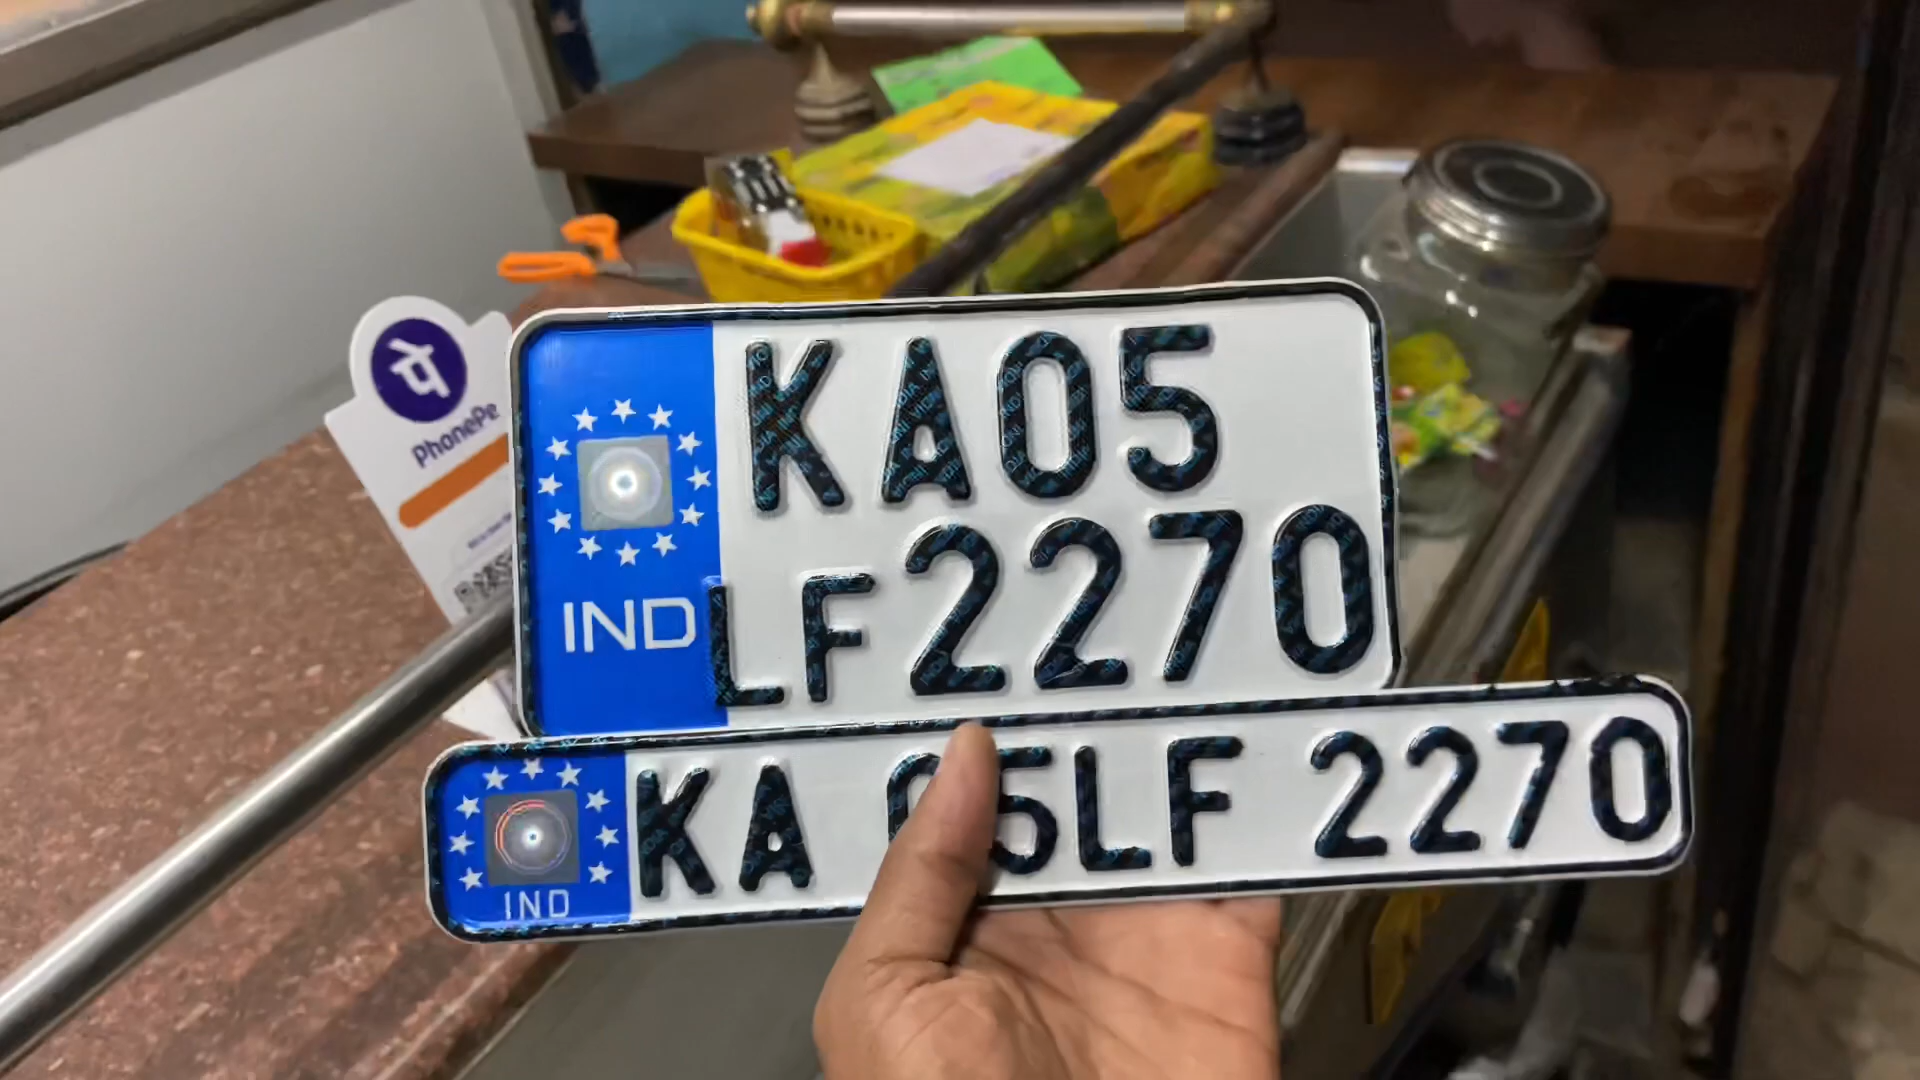 पे
PhonePe
KA05
IND
LF2270
KA 05LF 2270
IND